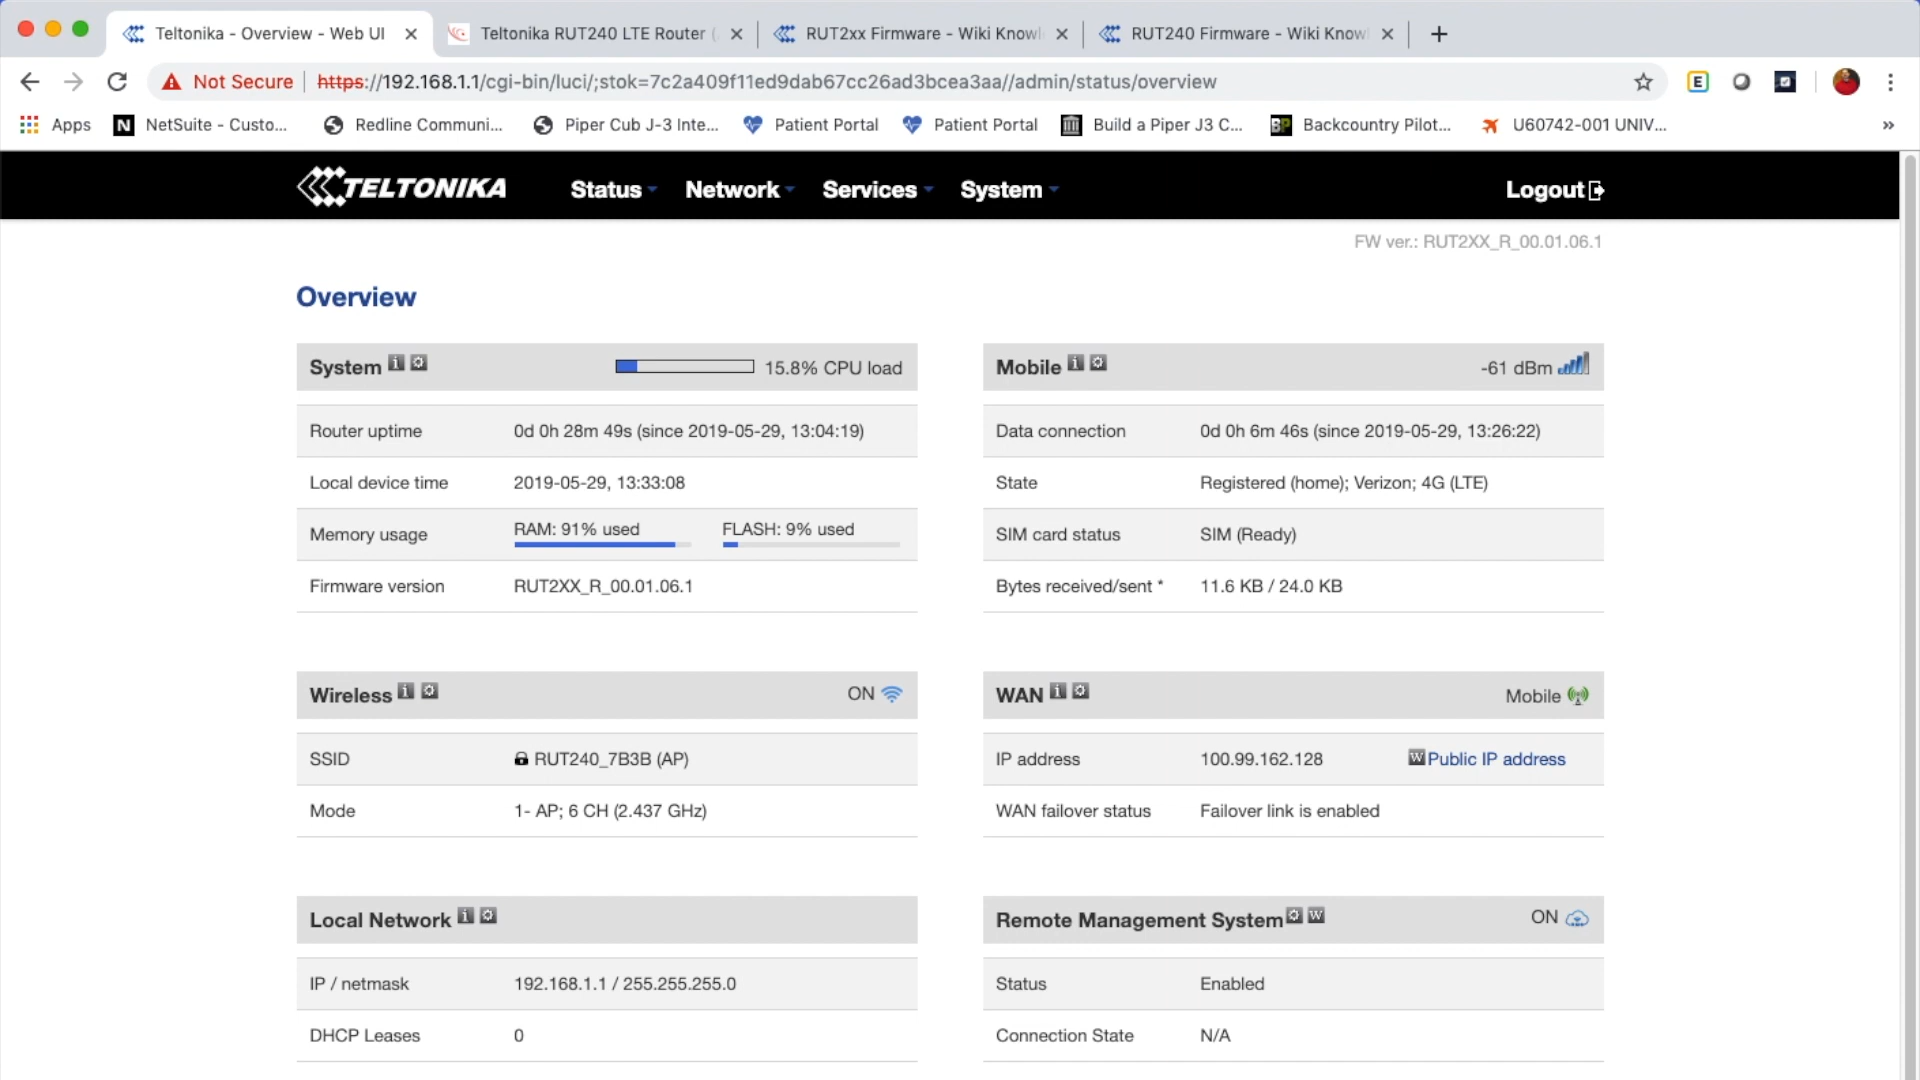 Teltonika - Overview - Web UI
Teltonika RUT240 LTE Router (
RUT2xx Firmware - Wiki Knowl
RUT240 Firmware - Wiki Knowl
Not Secure https://192.168.1.1/cgi-bin/luci/;stok=7c2a409f11ed9dab67cc26ad3bcea3aa//admin/status/overview
E
Apps N NetSuite - Custo... Redline Communi... Piper Cub J-3 Inte... Patient Portal Patient Portal Build a Piper J3 C... BP Backcountry Pilot... U60742-001 UNIV... »
TELTONIKA Status Network Services System Logout
FW ver.: RUT2XX_R_00.01.06.1
Overview
System 15.8% CPU load
Router uptime 0d 0h 28m 49s (since 2019-05-29, 13:04:19)
Local device time 2019-05-29, 13:33:08
Memory usage RAM: 91% used FLASH: 9% used
Firmware version RUT2XX_R_00.01.06.1
Mobile -61 dBm
Data connection 0d 0h 6m 46s (since 2019-05-29, 13:26:22)
State Registered (home); Verizon; 4G (LTE)
SIM card status SIM (Ready)
Bytes received/sent * 11.6 KB / 24.0 KB
Wireless ON
SSID RUT240_7B3B (AP)
Mode 1- AP; 6 CH (2.437 GHz)
WAN Mobile
IP address 100.99.162.128 W Public IP address
WAN failover status Failover link is enabled
Local Network
IP / netmask 192.168.1.1 / 255.255.255.0
DHCP Leases 0
Remote Management System W ON
Status Enabled
Connection State N/A